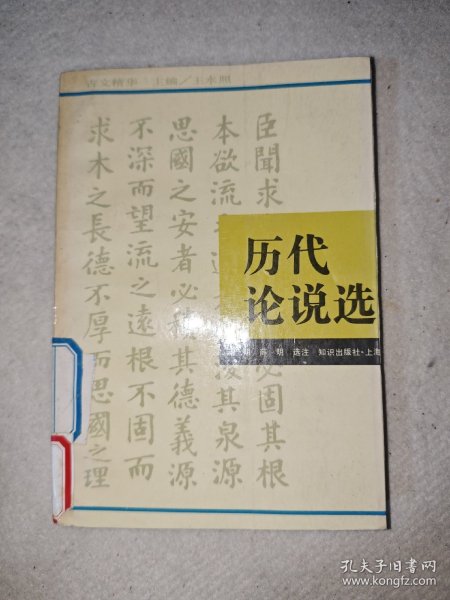 古文精华 主编／王水照
臣聞求
固其根
本欲流
其泉源
思國之安者必積其德義源
不深而望流之遠根不固而
求木之長德不厚而思國之理
历代
论说选
选注 知识出版社·上海
孔夫子旧书网
www.kongfz.com